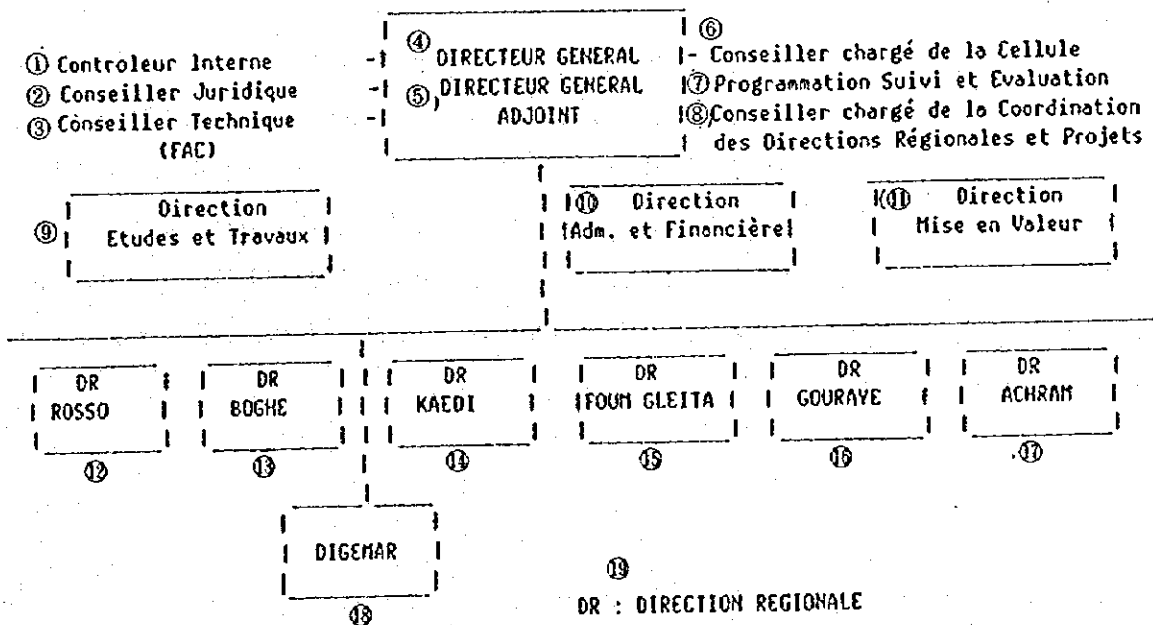 ① Controleur Interne
② Conseiller Juridique
③ Conseiller Technique
(FAC)
④ DIRECTEUR GENERAL
⑤, DIRECTEUR GENERAL
ADJOINT
⑥
- Conseiller chargé de la Cellule
⑦ Programmation Suivi et Evaluation
⑧, Conseiller chargé de la Coordination
des Directions Régionales et Projets
⑨ Direction
Etudes et Travaux
⑩ Direction
Adm. et Financière
⑪ Direction
Mise en Valeur
DR
ROSSO
⑫
DR
BOGHE
⑬
DR
KAEDI
⑭
DR
FOUM GLEITA
⑮
DR
GOURAYE
⑯
DR
ACHRAM
⑰
DIGEMAR
⑱
⑲
DR : DIRECTION REGIONALE